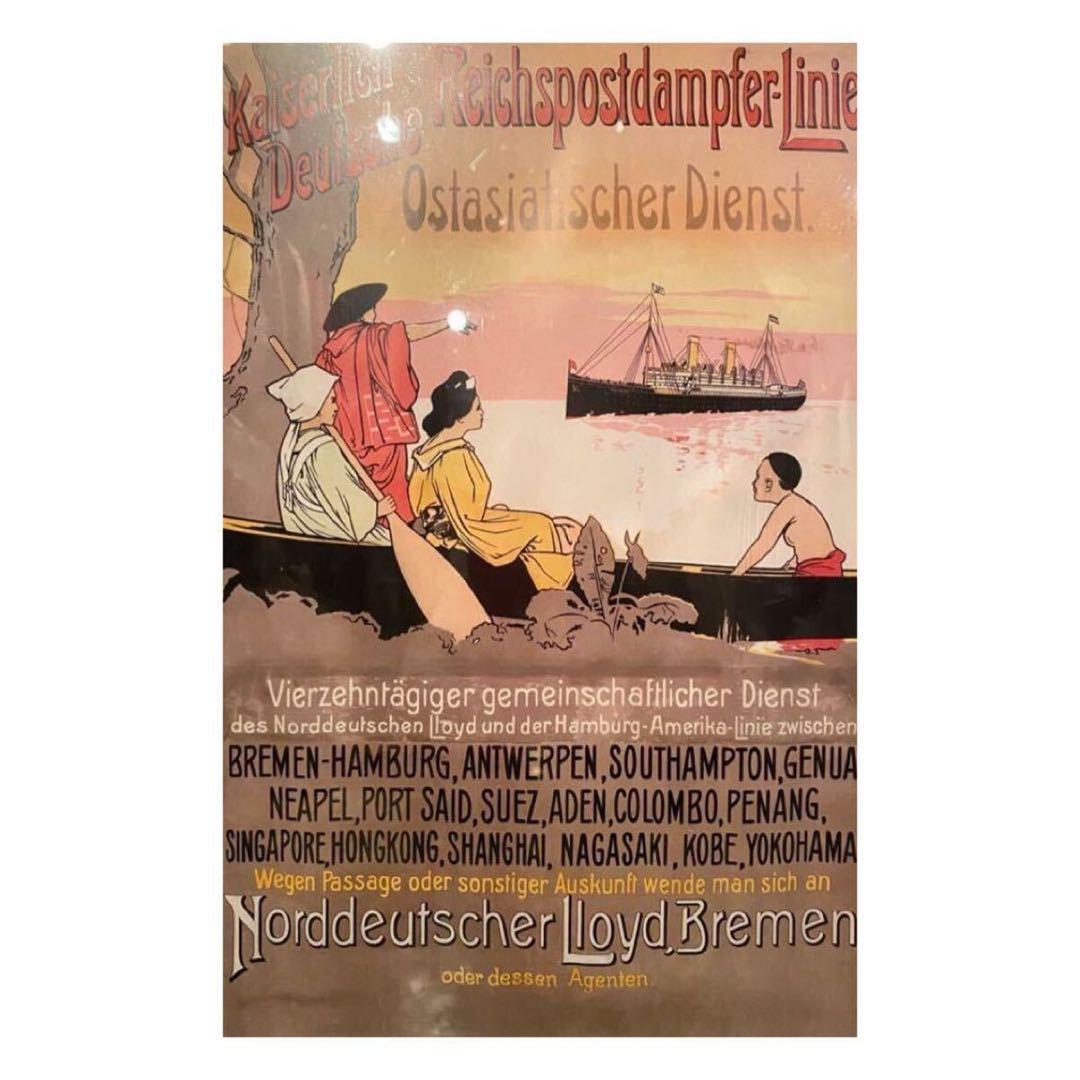 Kaiserlich Deutsche Reichspostdampfer-Linie
Ostasiatischer Dienst.
Vierzehntägiger gemeinschaftlicher Dienst
des Norddeutschen Lloyd und der Hamburg-Amerika-Linie zwischen
BREMEN-HAMBURG, ANTWERPEN, SOUTHAMPTON, GENUA
NEAPEL, PORT SAID, SUEZ, ADEN, COLOMBO, PENANG,
SINGAPORE, HONGKONG, SHANGHAI, NAGASAKI, KOBE, YOKOHAMA
Wegen Passage oder sonstiger Auskunft wende man sich an
Norddeutscher Lloyd, Bremen
oder dessen Agenten.